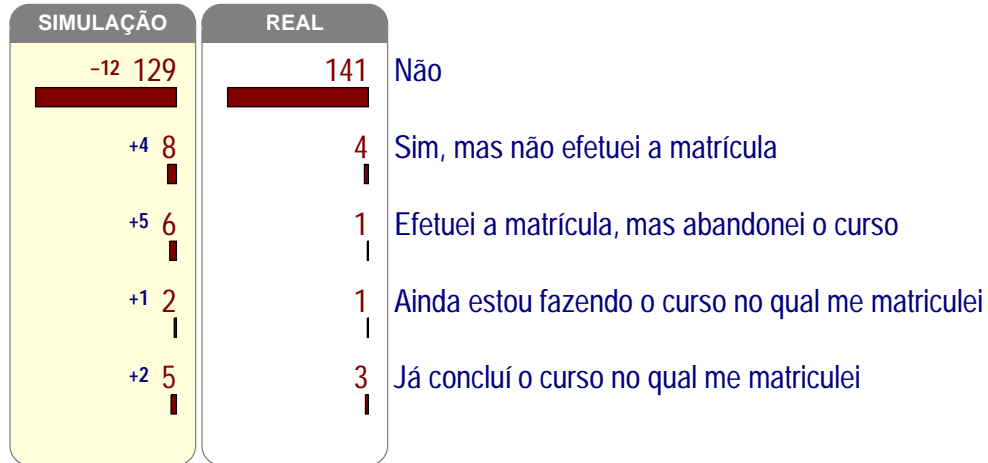 SIMULAÇÃO REAL
−12 129 141 Não
+4 8 4 Sim, mas não efetuei a matrícula
+5 6 1 Efetuei a matrícula, mas abandonei o curso
+1 2 1 Ainda estou fazendo o curso no qual me matriculei
+2 5 3 Já concluí o curso no qual me matriculei